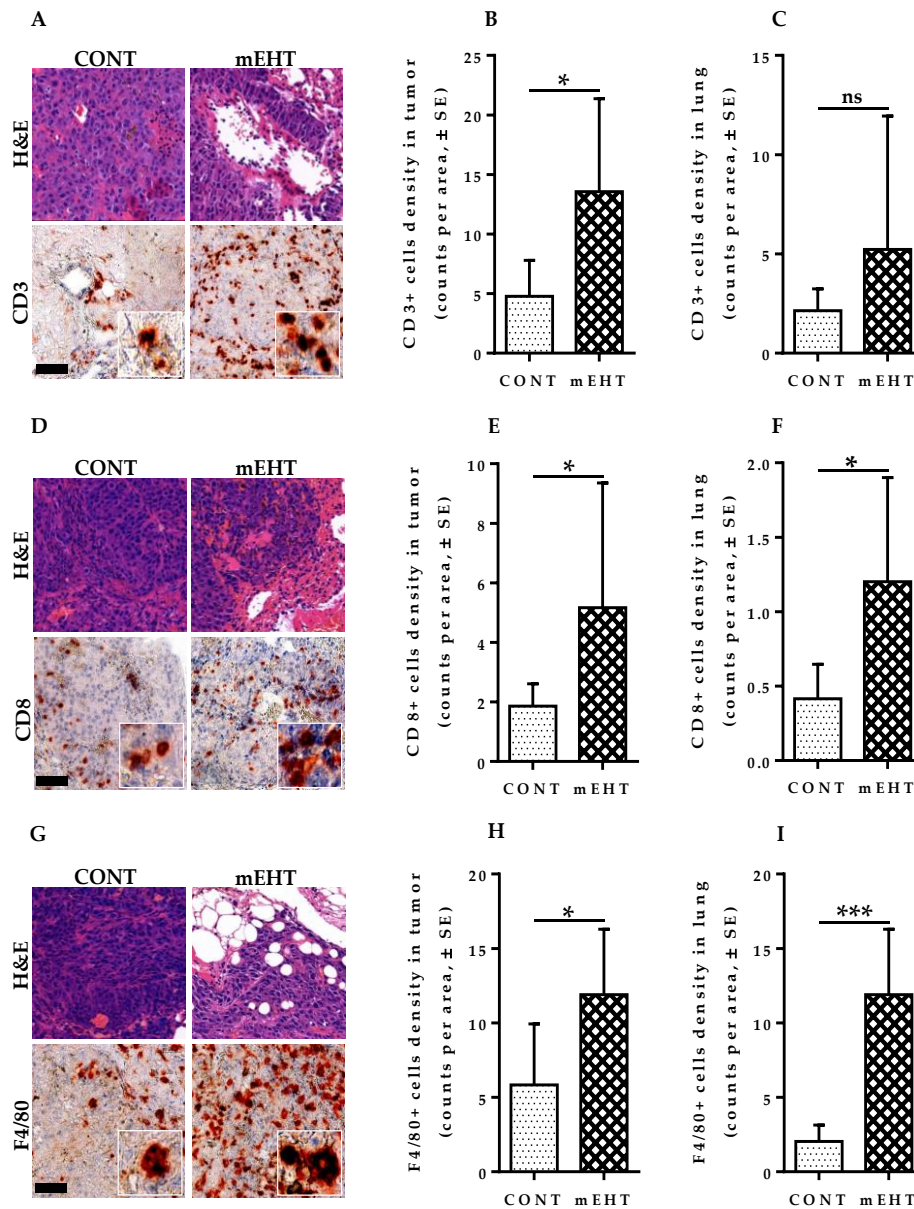 A
CONT mEHT
H&E
CD3
B
CD3+ cells density in tumor
(counts per area, ± SE)
25
20
15
10
5
0
*
CONT mEHT
C
CD3+ cells density in lung
(counts per area, ± SE)
15
10
5
0
ns
CONT mEHT
D
CONT mEHT
H&E
CD8
E
CD8+ cells density in tumor
(counts per area, ± SE)
10
8
6
4
2
0
*
CONT mEHT
F
CD8+ cells density in lung
(counts per area, ± SE)
2.0
1.5
1.0
0.5
0.0
*
CONT mEHT
G
CONT mEHT
H&E
F4/80
H
F4/80+ cells density in tumor
(counts per area, ± SE)
20
15
10
5
0
*
CONT mEHT
I
F4/80+ cells density in lung
(counts per area, ± SE)
20
15
10
5
0
***
CONT mEHT